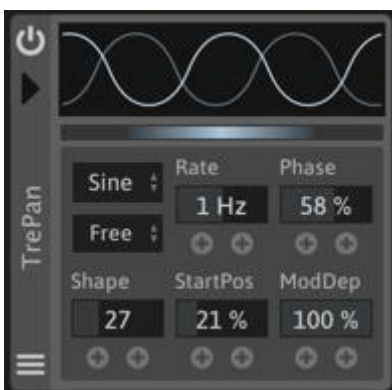 TrePan
Sine
Free
Rate
1 Hz
Phase
58 %
Shape
27
StartPos
21 %
ModDep
100 %